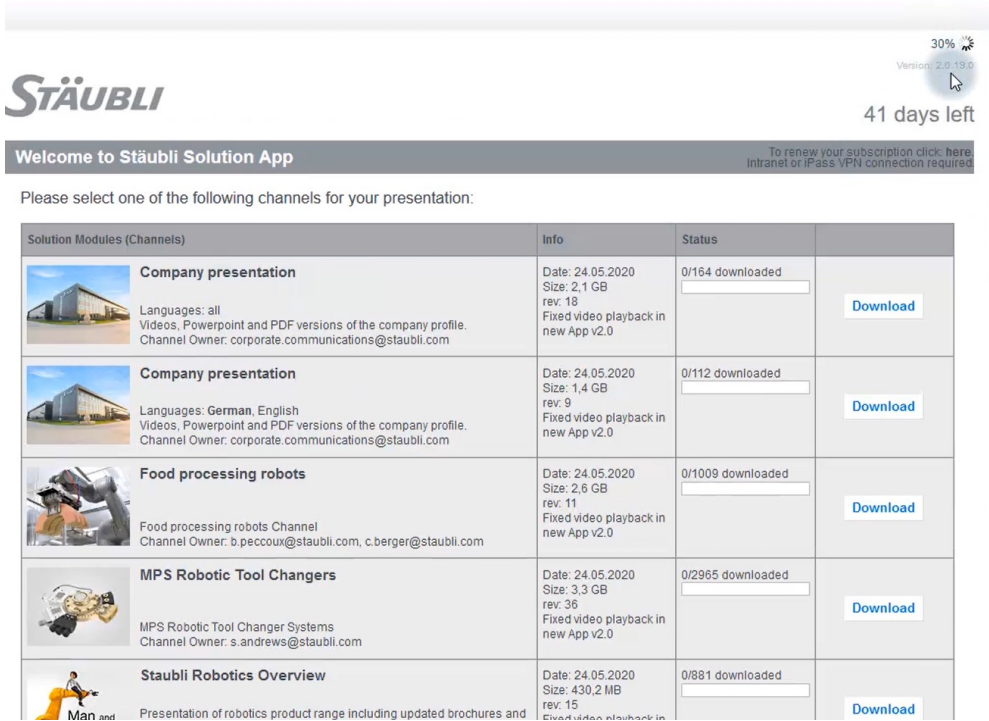 30%
Version: 2.0.19.0
STÄUBLI
41 days left
Welcome to Stäubli Solution App
To renew your subscription click: here.
Intranet or iPass VPN connection required.
Please select one of the following channels for your presentation:
Solution Modules (Channels) Info Status
Company presentation
Languages: all
Videos, Powerpoint and PDF versions of the company profile.
Channel Owner: corporate.communications@staubli.com
Date: 24.05.2020
Size: 2,1 GB
rev: 18
Fixed video playback in
new App v2.0
0/164 downloaded
Download
Company presentation
Languages: German, English
Videos, Powerpoint and PDF versions of the company profile.
Channel Owner: corporate.communications@staubli.com
Date: 24.05.2020
Size: 1,4 GB
rev: 9
Fixed video playback in
new App v2.0
0/112 downloaded
Download
Food processing robots
Food processing robots Channel
Channel Owner: b.peccoux@staubli.com, c.berger@staubli.com
Date: 24.05.2020
Size: 2,6 GB
rev: 11
Fixed video playback in
new App v2.0
0/1009 downloaded
Download
MPS Robotic Tool Changers
MPS Robotic Tool Changer Systems
Channel Owner: s.andrews@staubli.com
Date: 24.05.2020
Size: 3,3 GB
rev: 36
Fixed video playback in
new App v2.0
0/2965 downloaded
Download
Staubli Robotics Overview
Man and
Presentation of robotics product range including updated brochures and
Date: 24.05.2020
Size: 430,2 MB
rev: 15
Fixed video playback in
0/881 downloaded
Download